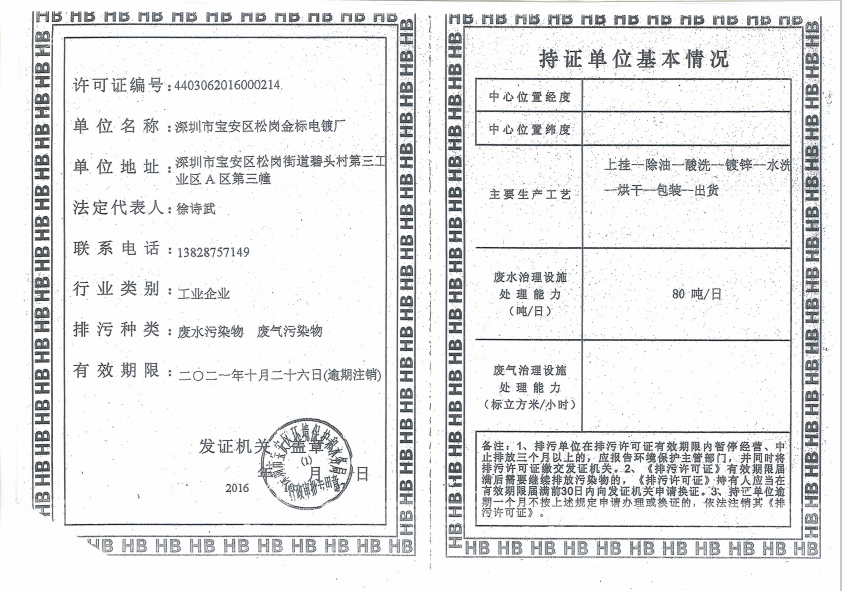 许可证编号：4403062016000214
单位名称：深圳市宝安区松岗金标电镀厂
单位地址：深圳市宝安区松岗街道碧头村第三工
业区A区第三幢
法定代表人：徐诗武
联系电话：13828757149
行业类别：工业企业
排污种类：废水污染物 废气污染物
有效期限：二〇二一年十月二十六日(逾期注销)
发证机关 盖章
2016 年 月 日
持证单位基本情况
中心位置经度
中心位置纬度
主要生产工艺
上挂--除油--酸洗--镀锌--水洗
--烘干--包装--出货
废水治理设施
处理能力
（吨/日）
80 吨/日
废气治理设施
处理能力
（标立方米/小时）
备注：1、排污单位在排污许可证有效期限内暂停经营、中
止排放三个月以上的，应报告环境保护主管部门，并同时将
排污许可证缴交发证机关。2、《排污许可证》有效期限届
满后需要继续排放污染物的，《排污许可证》持有人应当在
有效期限届满前30日内向发证机关申请换证。3、持证单位逾
期一个月不按上述规定申请办理或换证的，依法注销其《排
污许可证》。
HB